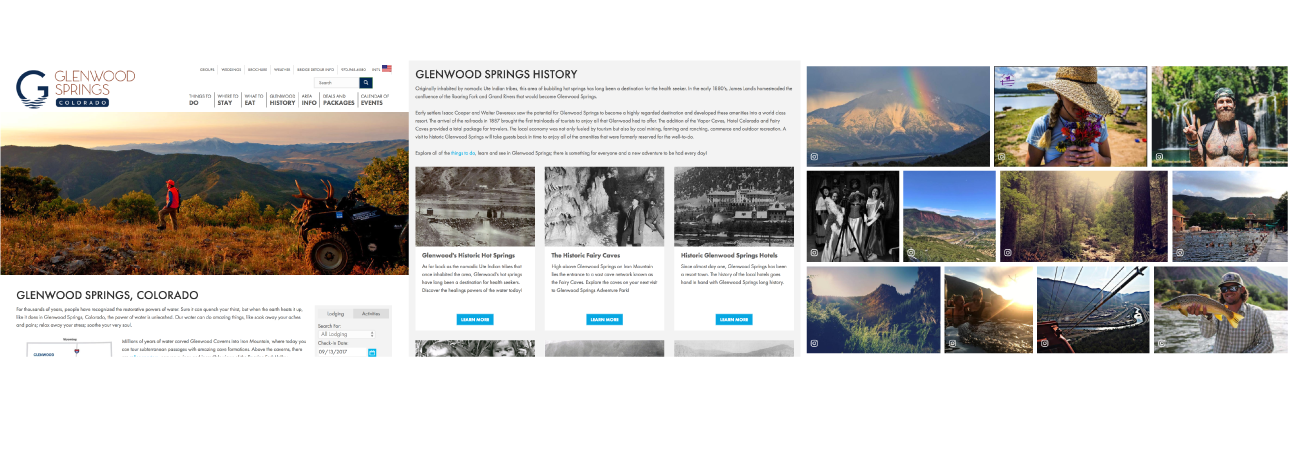 GLENWOOD
SPRINGS
COLORADO
GROUPS WEDDINGS BROCHURE WEATHER BRIDGE DETOUR INFO 970.945.6580 INT'L
Search
THINGS TO DO
WHERE TO STAY
WHAT TO EAT
GLENWOOD HISTORY
AREA INFO
DEALS AND PACKAGES
CALENDAR OF EVENTS
GLENWOOD SPRINGS, COLORADO
For thousands of years, people have recognized the restorative powers of water. Sure it can quench your thirst, but when the earth heats it up,
like it does in Glenwood Springs, Colorado, the power of water is unleashed. Our water can do amazing things, like soak away your aches
and pains; relax away your stress; soothe your very soul.
GLENWOOD
Millions of years of water carved Glenwood Caverns into Iron Mountain, where today you
can tour subterranean passages with amazing cave formations. Above the caverns, there
Lodging
Activities
Search For:
All Lodging
Check-in Date
09/13/2017
GLENWOOD SPRINGS HISTORY
Originally inhabited by nomadic Ute Indian tribes, this area of bubbling hot springs has long been a destination for the health seeker. In the early 1880's, James Landis homesteaded the
confluence of the Roaring Fork and Grand Rivers that would become Glenwood Springs.
Early settlers Isaac Cooper and Walter Devereux saw the potential for Glenwood Springs to become a highly regarded destination and developed these amenities into a world class
resort. The arrival of the railroads in 1887 brought the first trainloads of tourists to enjoy all that Glenwood had to offer. The addition of the Vapor Caves, Hotel Colorado and Fairy
Caves provided a total package for travelers. The local economy was not only fueled by tourism but also by coal mining, farming and ranching, commerce and outdoor recreation. A
visit to historic Glenwood Springs will take guests back in time to enjoy all of the amenities that were formerly reserved for the well-to-do.
Explore all of the things to do, learn and see in Glenwood Springs; there is something for everyone and a new adventure to be had every day!
Glenwood's Historic Hot Springs
As far back as the nomadic Ute Indian tribes that
once inhabited the area, Glenwood's hot springs
have long been a destination for health seekers.
Discover the healings powers of the water today!
LEARN MORE
The Historic Fairy Caves
High above Glenwood Springs on Iron Mountain
lies the entrance to a vast cave network known as
the Fairy Caves. Explore the caves on your next visit
to Glenwood Springs Adventure Park!
LEARN MORE
Historic Glenwood Springs Hotels
Since almost day one, Glenwood Springs has been
a resort town. The history of the local hotels goes
hand in hand with Glenwood Springs long history.
LEARN MORE